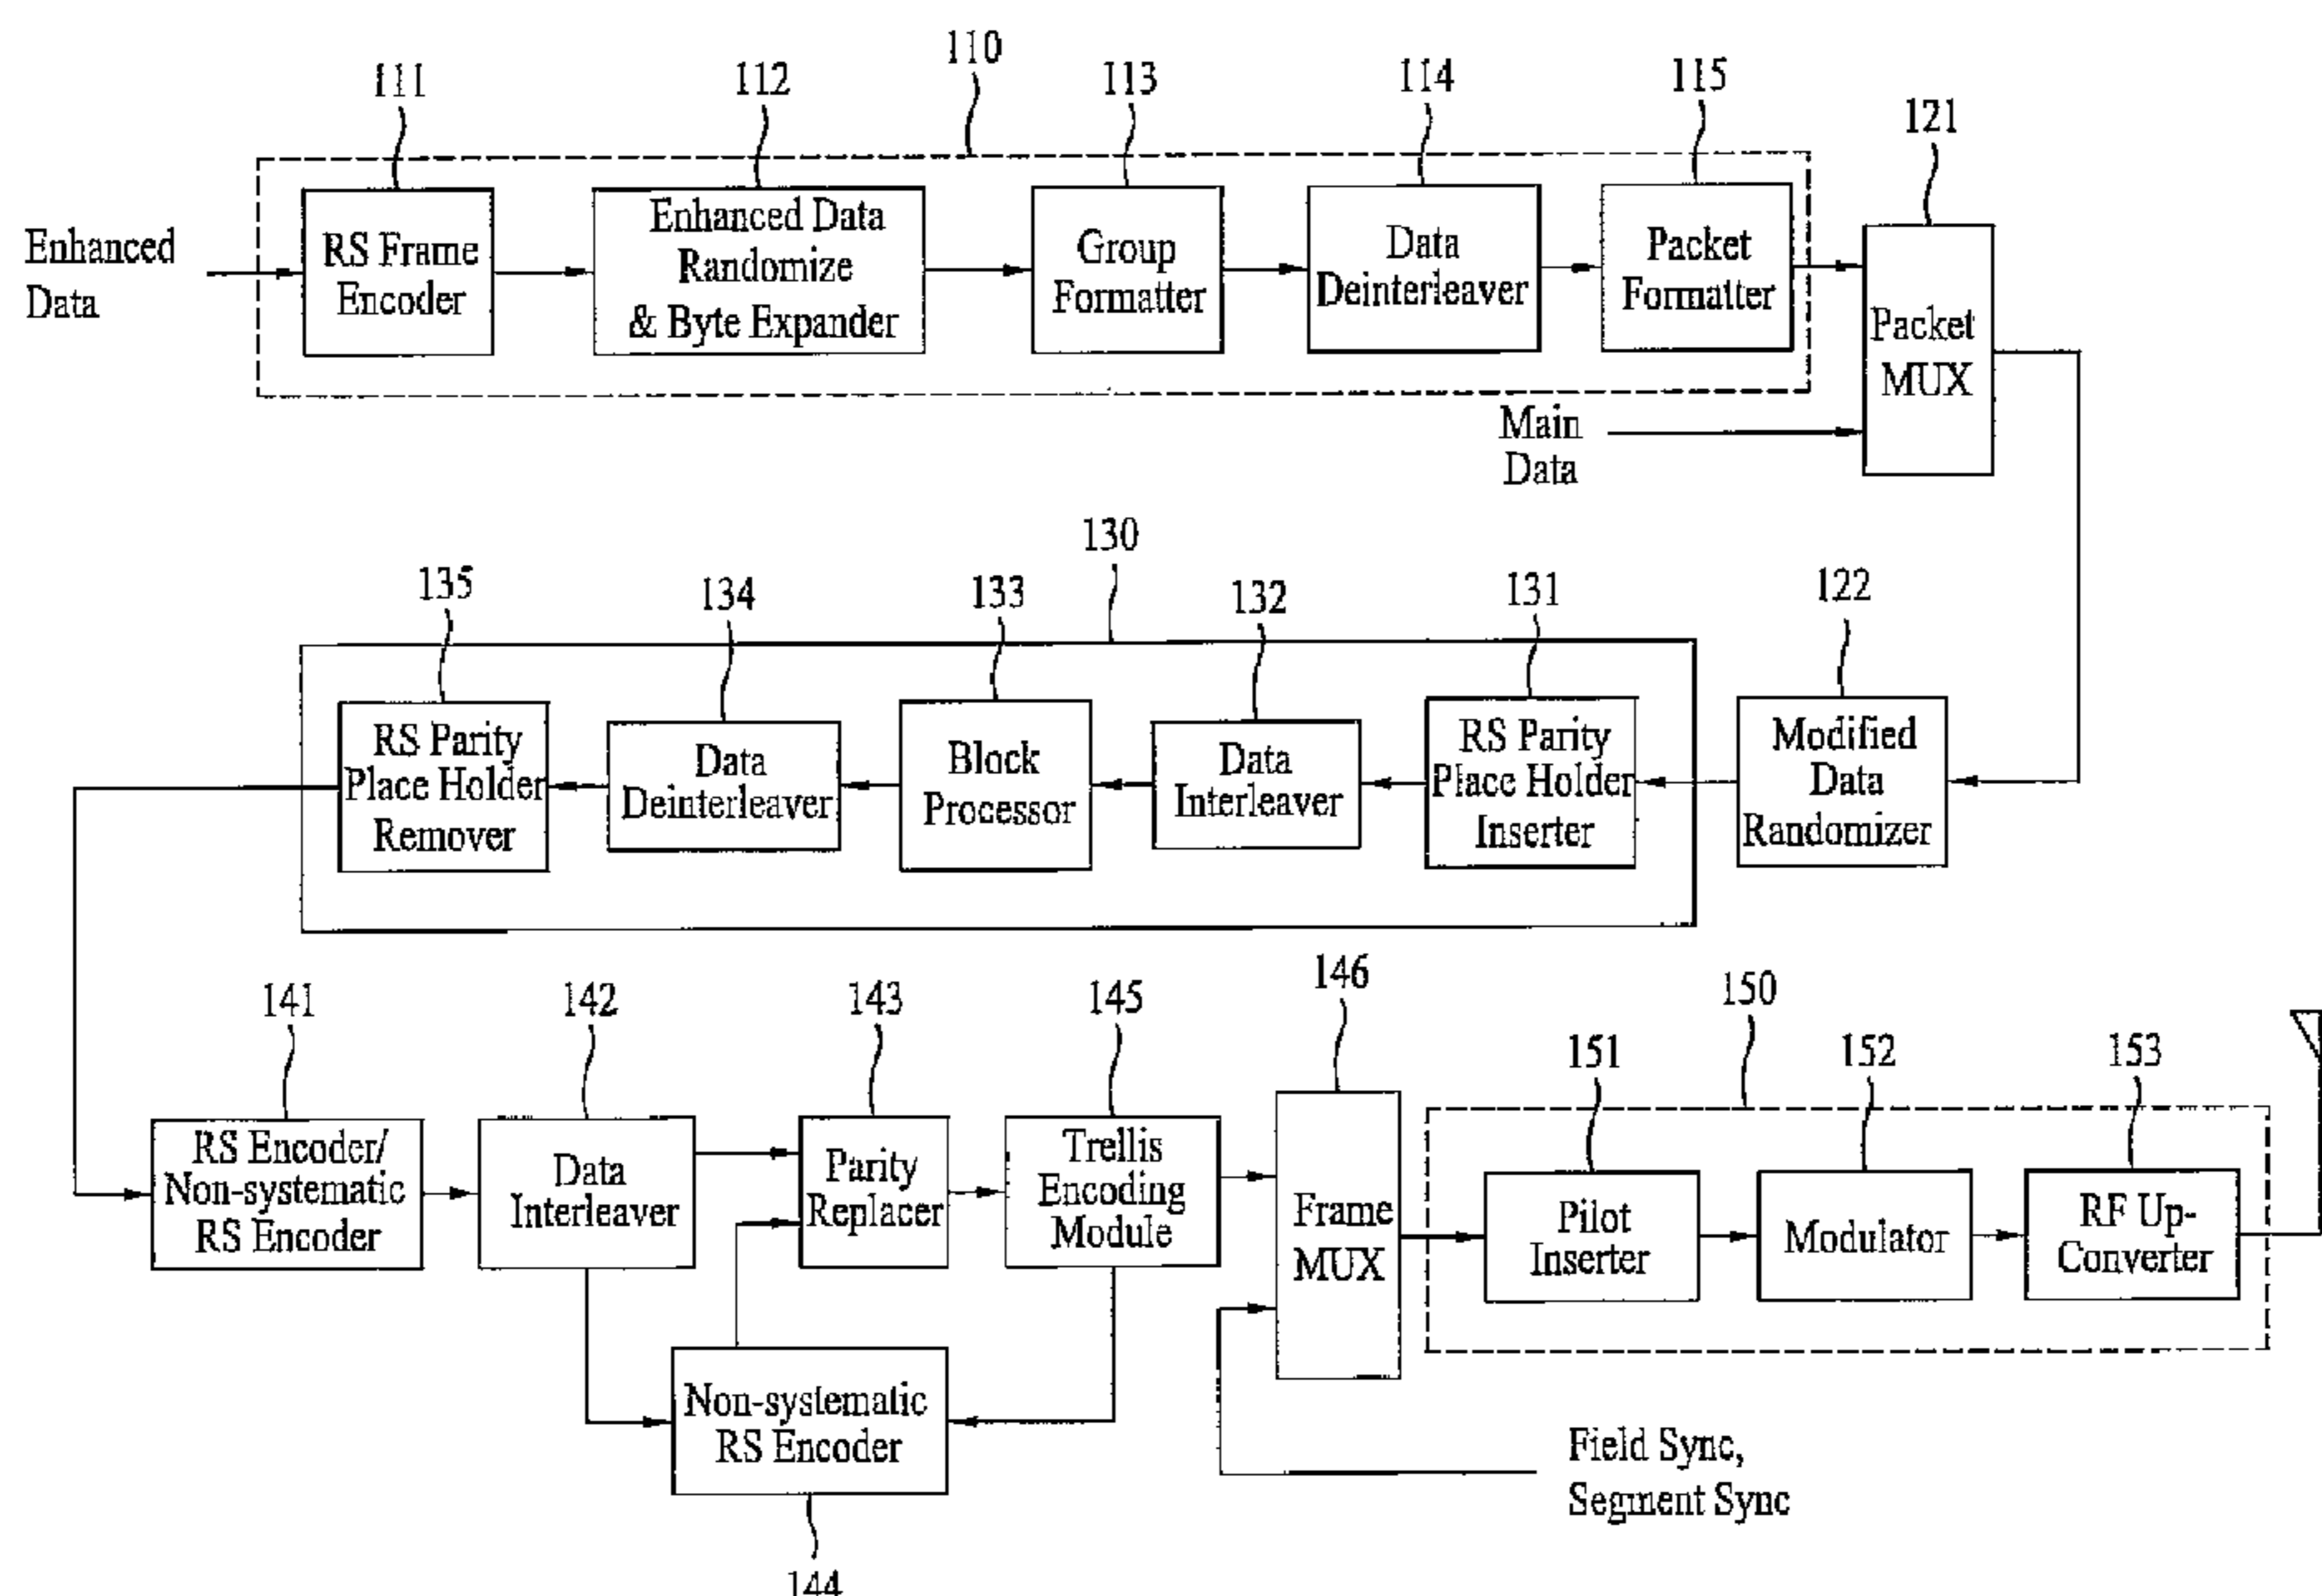 110
111
112
113
114
115
121
Enhanced
Data
RS Frame
Encoder
Enhanced Data
Randomize
& Byte Expander
Group
Formatter
Data
Deinterleaver
Packet
Formatter
Packet
MUX
Main
Data
130
135
134
133
132
131
122
RS Parity
Place Holder
Remover
Data
Deinterleaver
Block
Processor
Data
Interleaver
RS Parity
Place Holder
Inserter
Modified
Data
Randomizer
141
142
143
145
146
150
151
152
153
RS Encoder/
Non-systematic
RS Encoder
Data
Interleaver
Parity
Replacer
Trellis
Encoding
Module
Frame
MUX
Pilot
Inserter
Modulator
RF Up-
Converter
Non-systematic
RS Encoder
Field Sync,
Segment Sync
144